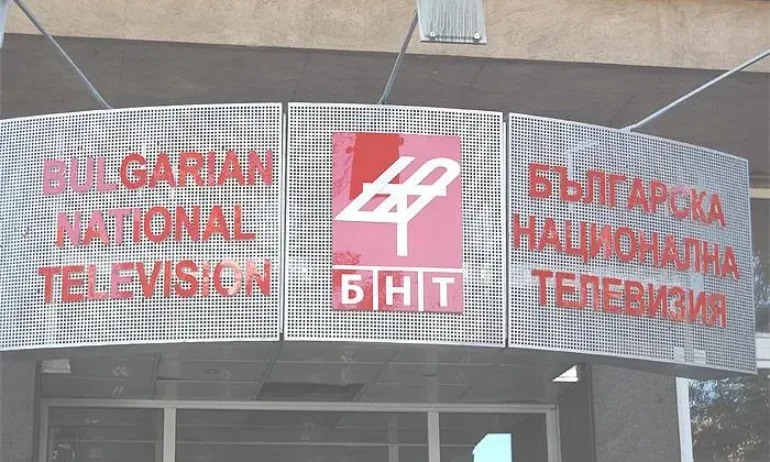 BULGARIAN
NATIONAL
TELEVISION
БНТ
БЪЛГАРСКА
НАЦИОНАЛНА
ТЕЛЕВИЗИЯ